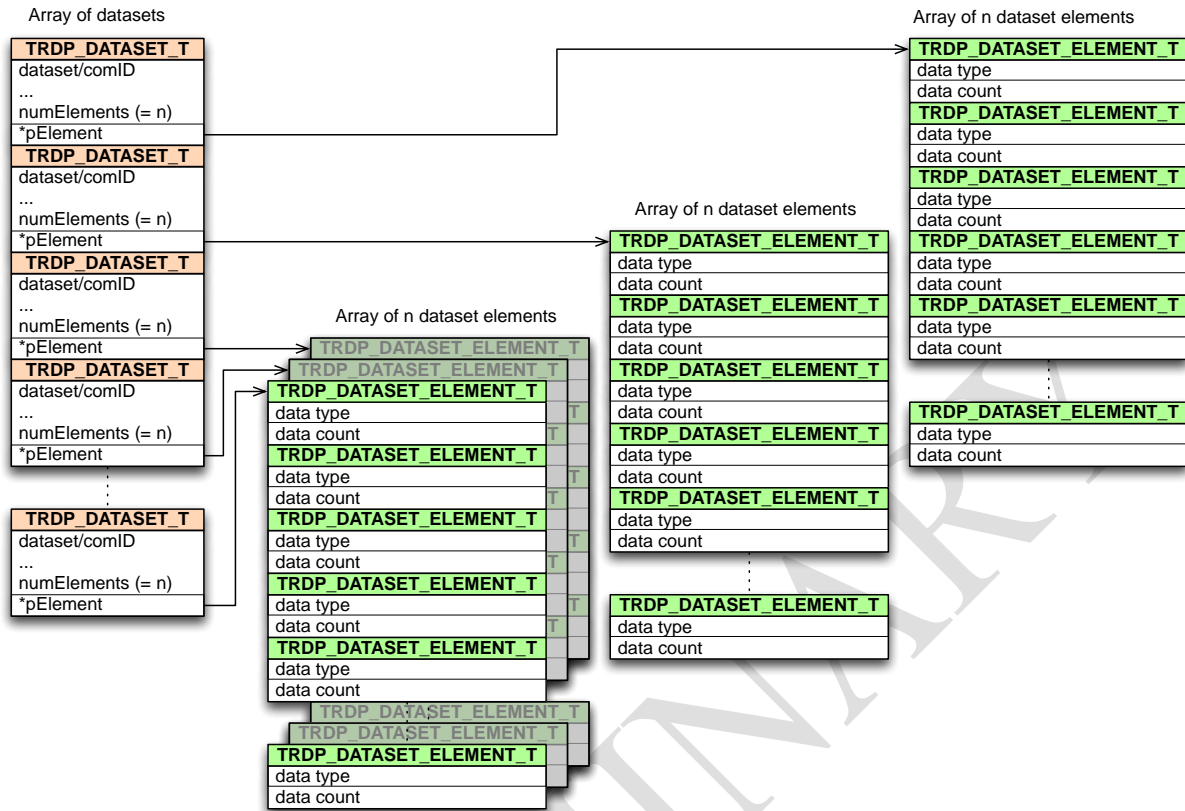 Array of datasets
TRDP_DATASET_T
dataset/comID
...
numElements (= n)
*pElement
TRDP_DATASET_T
dataset/comID
...
numElements (= n)
*pElement
TRDP_DATASET_T
dataset/comID
...
numElements (= n)
*pElement
TRDP_DATASET_T
dataset/comID
...
numElements (= n)
*pElement
TRDP_DATASET_T
dataset/comID
...
numElements (= n)
*pElement
Array of n dataset elements
TRDP_DATASET_ELEMENT_T
TRDP_DATASET_ELEMENT_T
TRDP_DATASET_ELEMENT_T
data type
T
data count
T
TRDP_DATASET_ELEMENT_T
data type
T
data count
T
TRDP_DATASET_ELEMENT_T
data type
T
data count
T
TRDP_DATASET_ELEMENT_T
data type
T
data count
T
TRDP_DATASET_ELEMENT_T
data type
data count
TRDP_DATASET_ELEMENT_T
TRDP_DATASET_ELEMENT_T
TRDP_DATASET_ELEMENT_T
data type
data count
Array of n dataset elements
TRDP_DATASET_ELEMENT_T
data type
data count
TRDP_DATASET_ELEMENT_T
data type
data count
TRDP_DATASET_ELEMENT_T
data type
data count
TRDP_DATASET_ELEMENT_T
data type
data count
TRDP_DATASET_ELEMENT_T
data type
data count
TRDP_DATASET_ELEMENT_T
data type
data count
Array of n dataset elements
TRDP_DATASET_ELEMENT_T
data type
data count
TRDP_DATASET_ELEMENT_T
data type
data count
TRDP_DATASET_ELEMENT_T
data type
data count
TRDP_DATASET_ELEMENT_T
data type
data count
TRDP_DATASET_ELEMENT_T
data type
data count
TRDP_DATASET_ELEMENT_T
data type
data count